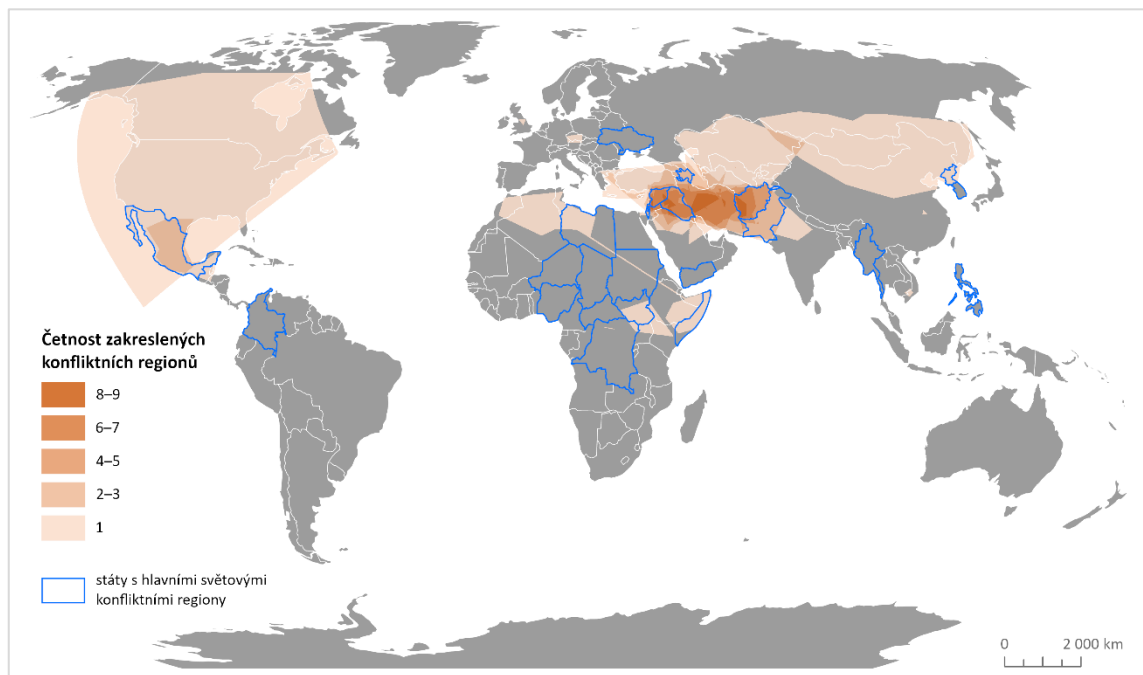 Četnost zakreslených
konfliktních regionů
8–9
6–7
4–5
2–3
1
státy s hlavními světovými
konfliktními regiony
0 2 000 km